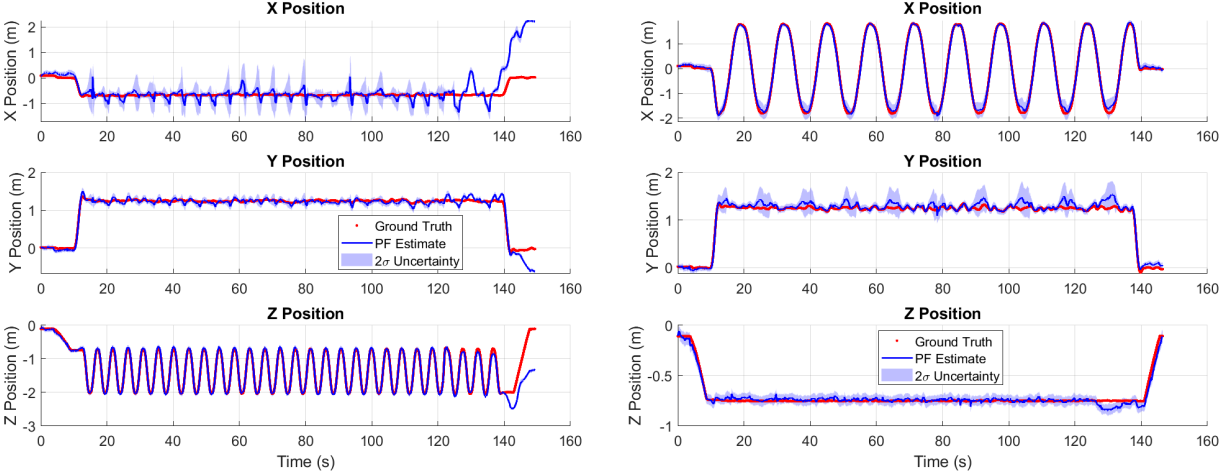 X Position
X Position (m)
2
1
0
-1
0 20 40 60 80 100 120 140 160
Y Position
Y Position (m)
2
1
0
0 20 40 60 80 100 120 140 160
Ground Truth
PF Estimate
2σ Uncertainty
Z Position
Z Position (m)
0
-1
-2
-3
0 20 40 60 80 100 120 140 160
Time (s)
X Position
X Position (m)
1
0
-1
-2
0 20 40 60 80 100 120 140 160
Y Position
Y Position (m)
2
1
0
0 20 40 60 80 100 120 140 160
Z Position
Z Position (m)
0
-0.5
-1
0 20 40 60 80 100 120 140 160
Ground Truth
PF Estimate
2σ Uncertainty
Time (s)